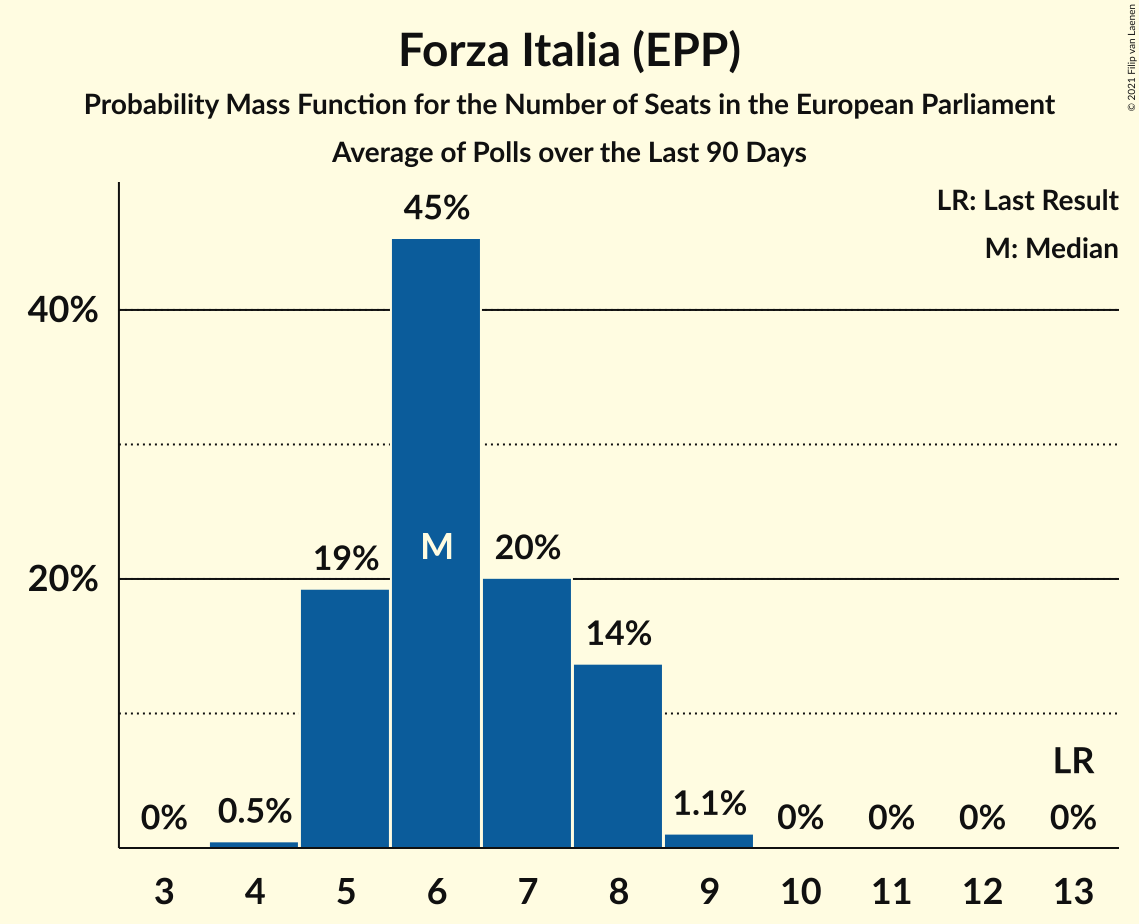 Forza Italia (EPP)
Probability Mass Function for the Number of Seats in the European Parliament
Average of Polls over the Last 90 Days
© 2021 Filip van Laenen
LR: Last Result
M: Median
45%
40%
M
20%
19%
20%
14%
LR
0%
0.5%
1.1%
0%
0%
0%
0%
3 4 5 6 7 8 9 10 11 12 13